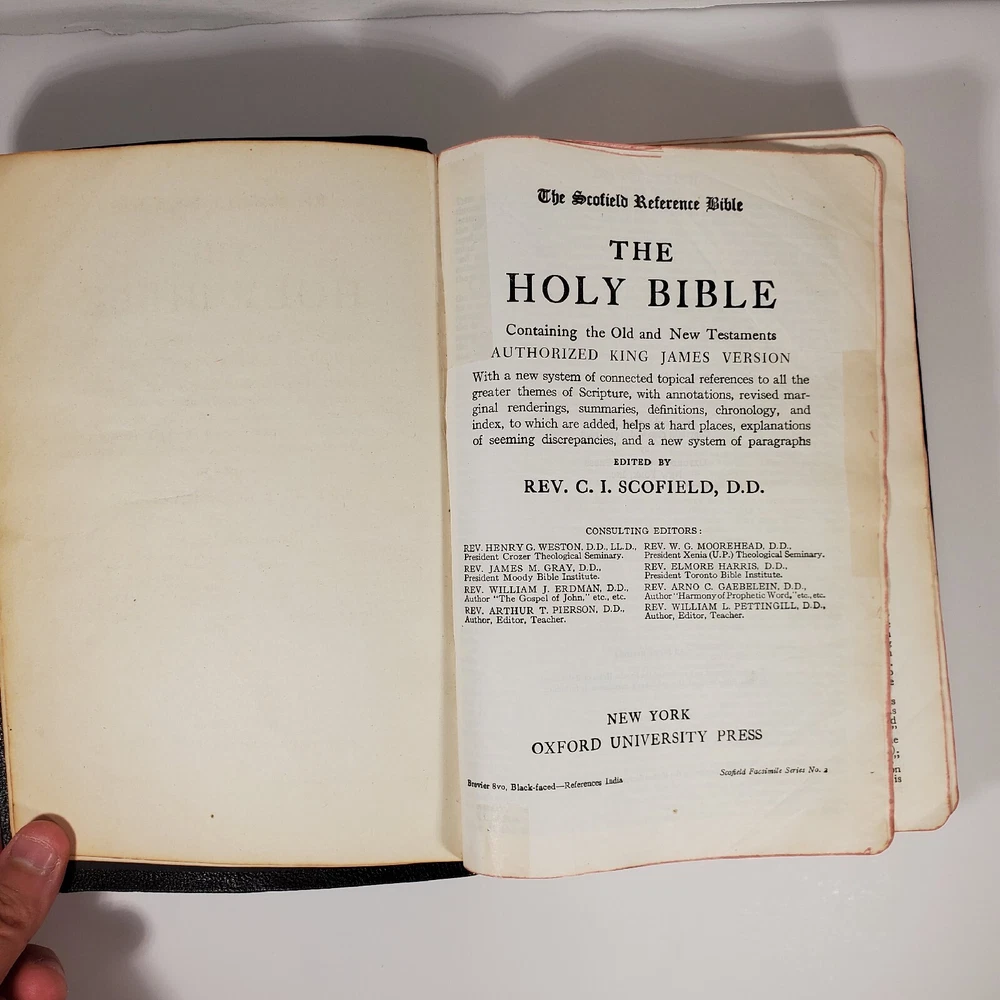 The Scofield Reference Bible
THE
HOLY BIBLE
Containing the Old and New Testaments
AUTHORIZED KING JAMES VERSION
With a new system of connected topical references to all the
greater themes of Scripture, with annotations, revised mar-
ginal renderings, summaries, definitions, chronology, and
index, to which are added, helps at hard places, explanations
of seeming discrepancies, and a new system of paragraphs
EDITED BY
REV. C. I. SCOFIELD, D.D.
CONSULTING EDITORS:
REV. HENRY G. WESTON, D.D., LL.D.,
President Crozer Theological Seminary.
REV. JAMES M. GRAY, D.D.,
President Moody Bible Institute.
REV. WILLIAM J. ERDMAN, D.D.,
Author "The Gospel of John," etc., etc.
REV. ARTHUR T. PIERSON, D.D.,
Author, Editor, Teacher.
REV. W. G. MOOREHEAD, D.D.,
President Xenia (U.P.) Theological Seminary.
REV. ELMORE HARRIS, D.D.,
President Toronto Bible Institute.
REV. ARNO C. GAEBELEIN, D.D.,
Author "Harmony of Prophetic Word," etc., etc.
REV. WILLIAM L. PETTINGILL, D.D.,
Author, Editor, Teacher.
NEW YORK
OXFORD UNIVERSITY PRESS
Brevier 8vo, Black-faced—References India
Scofield Facsimile Series No. 2